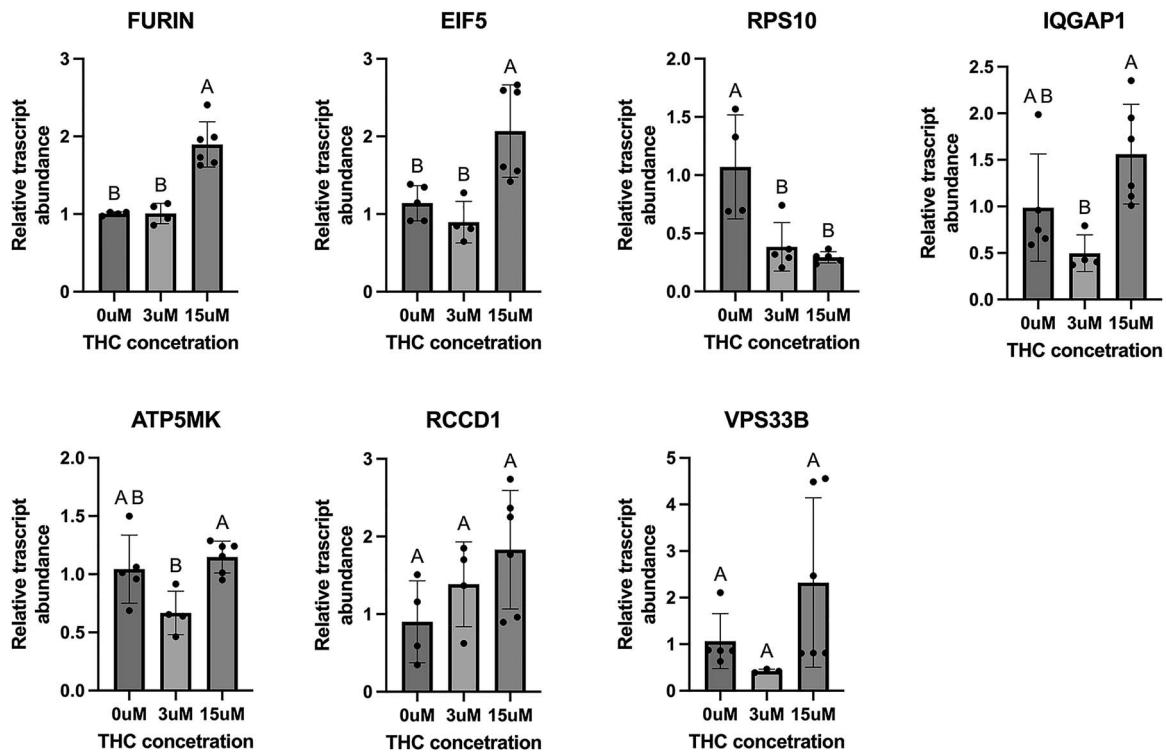 FURIN
Relative trascript
abundance
3
2
1
0
B
B
A
0uM 3uM 15uM
THC concetration
EIF5
Relative trascript
abundance
3
2
1
0
B
B
A
0uM 3uM 15uM
THC concetration
RPS10
Relative trascript
abundance
2.0
1.5
1.0
0.5
0.0
A
B
B
0uM 3uM 15uM
THC concetration
IQGAP1
Relative trascript
abundance
2.5
2.0
1.5
1.0
0.5
0.0
A B
B
A
0uM 3uM 15uM
THC concetration
ATP5MK
Relative trascript
abundance
2.0
1.5
1.0
0.5
0.0
A B
B
A
0uM 3uM 15uM
THC concetration
RCCD1
Relative trascript
abundance
3
2
1
0
A
A
A
0uM 3uM 15uM
THC concetration
VPS33B
Relative trascript
abundance
5
4
3
2
1
0
A
A
A
0uM 3uM 15uM
THC concetration